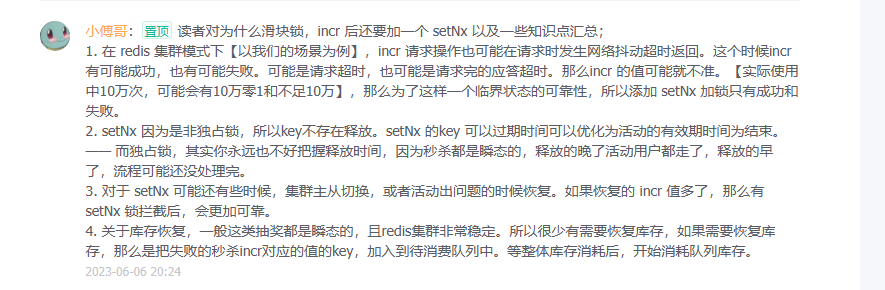 小傅哥：置顶 读者对为什么滑块锁，incr 后还要加一个 setNx 以及一些知识点汇总；
1. 在 redis 集群模式下【以我们的场景为例】，incr 请求操作也可能在请求时发生网络抖动超时返回。这个时候incr
有可能成功，也有可能失败。可能是请求超时，也可能是请求完的应答超时。那么incr 的值可能就不准。【实际使用
中10万次，可能会有10万零1和不足10万】，那么为了这样一个临界状态的可靠性，所以添加 setNx 加锁只有成功和
失败。
2. setNx 因为是非独占锁，所以key不存在释放。setNx 的key 可以过期时间可以优化为活动的有效期时间为结束。
—— 而独占锁，其实你永远也不好把握释放时间，因为秒杀都是瞬态的，释放的晚了活动用户都走了，释放的早
了，流程可能还没处理完。
3. 对于 setNx 可能还有些时候，集群主从切换，或者活动出问题的时候恢复。如果恢复的 incr 值多了，那么有
setNx 锁拦截后，会更加可靠。
4. 关于库存恢复，一般这类抽奖都是瞬态的，且redis集群非常稳定。所以很少有需要恢复库存，如果需要恢复库
存，那么是把失败的秒杀incr对应的值的key，加入到待消费队列中。等整体库存消耗后，开始消耗队列库存。
2023-06-06 20:24